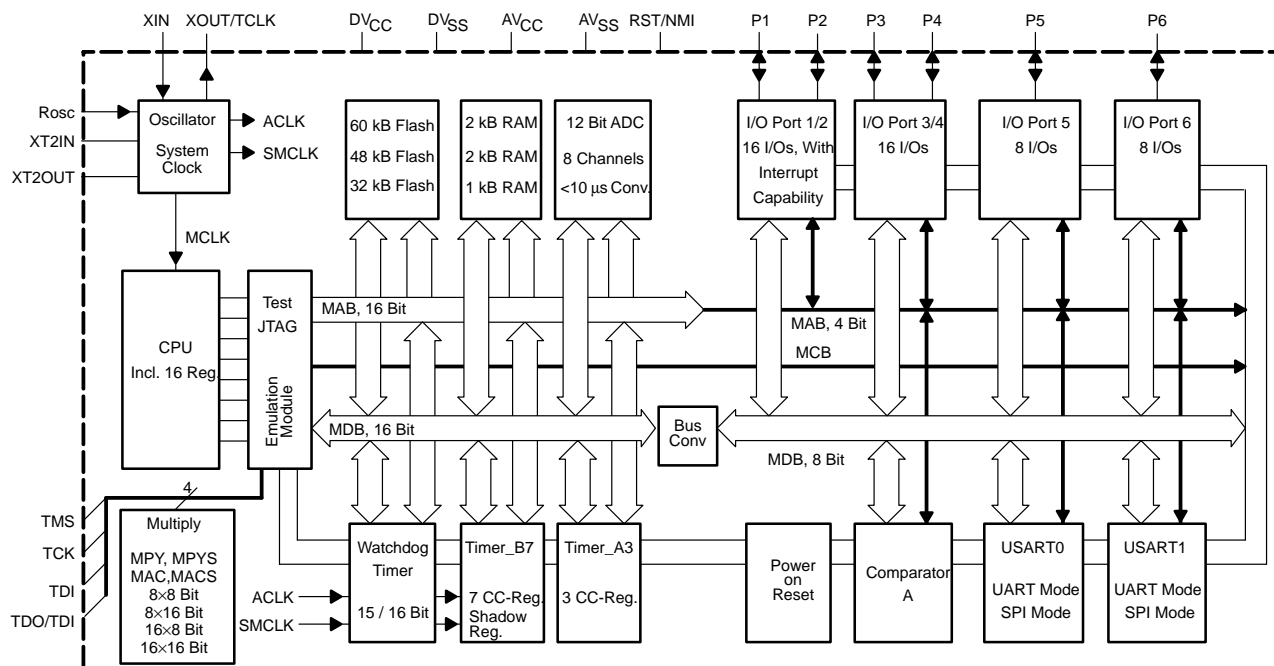 XIN
XOUT/TCLK
DVCC
DVSS
AVCC
AVSS
RST/NMI
P1
P2
P3
P4
P5
P6
Rosc
XT2IN
XT2OUT
Oscillator
System
Clock
ACLK
SMCLK
60 kB Flash
48 kB Flash
32 kB Flash
2 kB RAM
2 kB RAM
1 kB RAM
12 Bit ADC
8 Channels
<10 µs Conv.
I/O Port 1/2
16 I/Os, With
Interrupt
Capability
I/O Port 3/4
16 I/Os
I/O Port 5
8 I/Os
I/O Port 6
8 I/Os
MCLK
CPU
Incl. 16 Reg.
Test
JTAG
Emulation
Module
MAB, 16 Bit
MAB, 4 Bit
MCB
MDB, 16 Bit
Bus
Conv
MDB, 8 Bit
4
TMS
TCK
TDI
TDO/TDI
Multiply
MPY, MPYS
MAC,MACS
8×8 Bit
8×16 Bit
16×8 Bit
16×16 Bit
ACLK
SMCLK
Watchdog
Timer
15 / 16 Bit
Timer_B7
7 CC-Reg.
Shadow
Reg.
Timer_A3
3 CC-Reg.
Power
on
Reset
Comparator
A
USART0
UART Mode
SPI Mode
USART1
UART Mode
SPI Mode